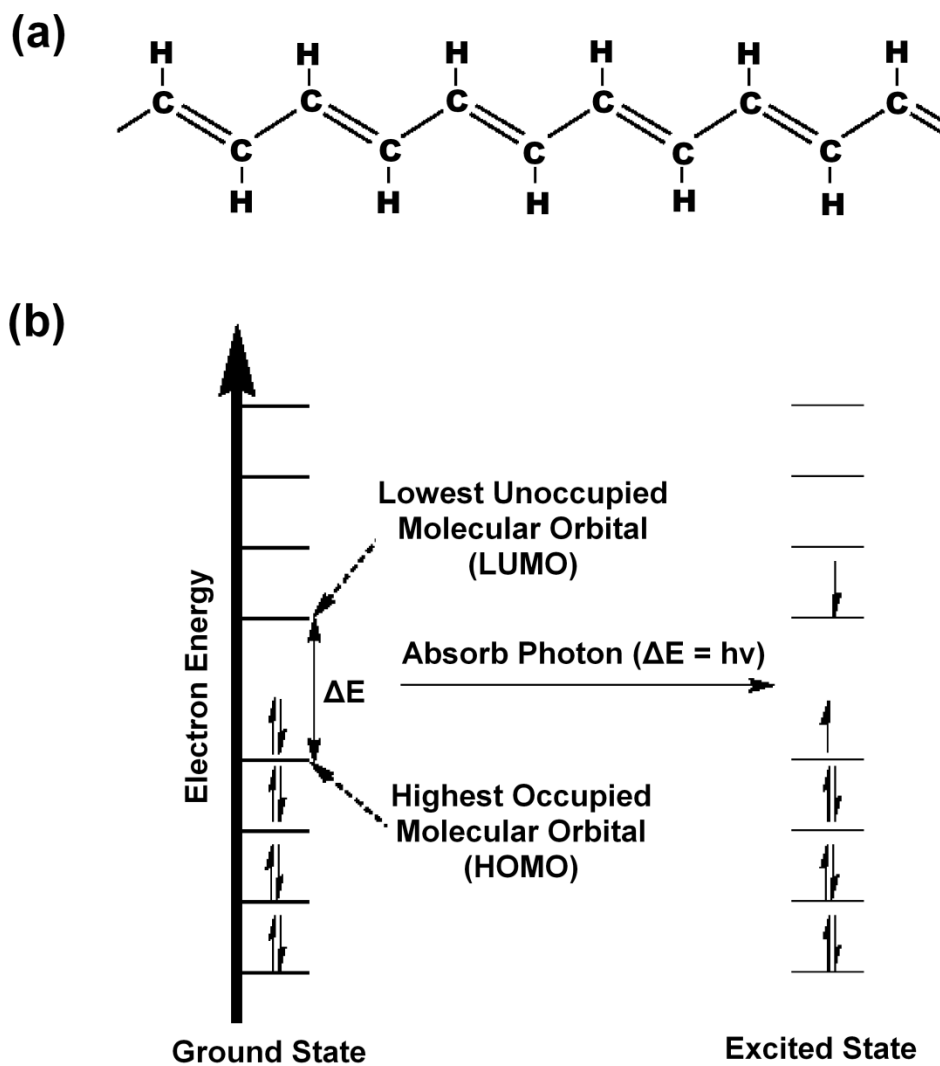 (a)
H H H H H H
C C C C C C
C C C C C
H H H H H
(b)
Lowest Unoccupied
Molecular Orbital
(LUMO)
Electron Energy
Absorb Photon (ΔE = hν)
ΔE
Highest Occupied
Molecular Orbital
(HOMO)
Ground State
Excited State